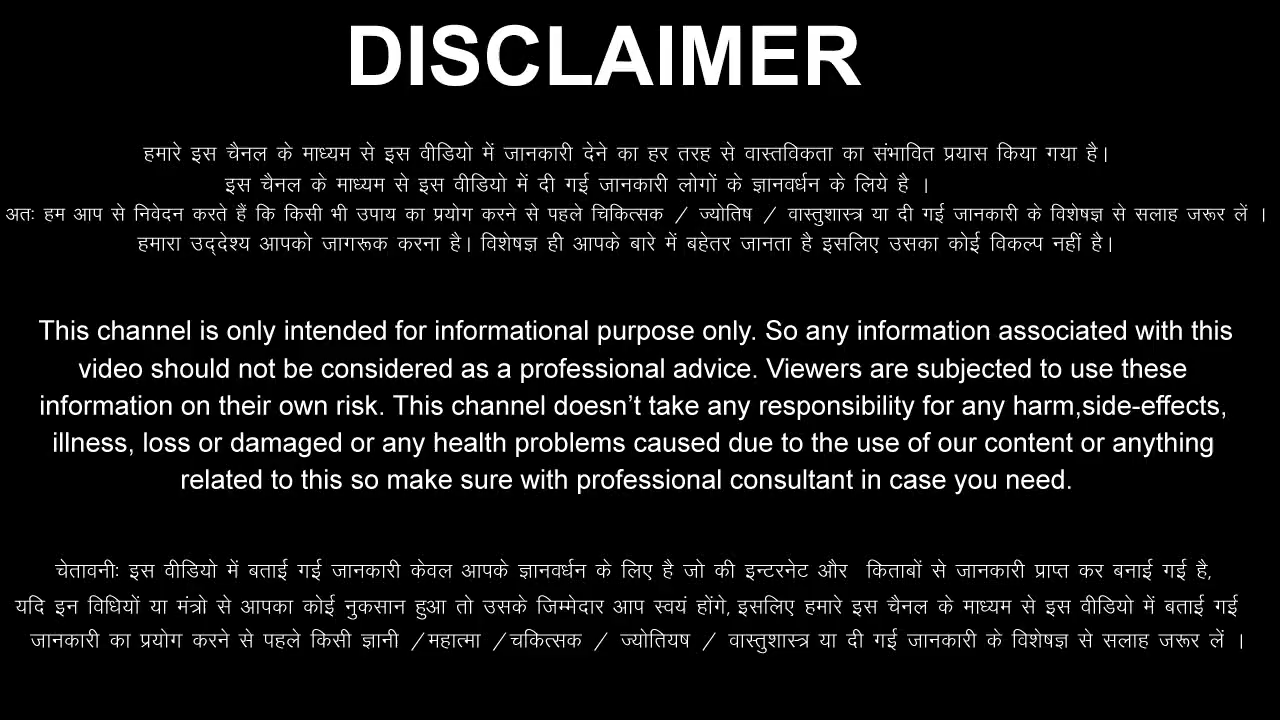 DISCLAIMER
हमारे इस चैनल के माध्यम से इस वीडियो में जानकारी देने का हर तरह से वास्तविकता का संभावित प्रयास किया गया है।
इस चैनल के माध्यम से इस वीडियो में दी गई जानकारी लोगों के ज्ञानवर्धन के लिये है ।
अतः हम आप से निवेदन करते हैं कि किसी भी उपाय का प्रयोग करने से पहले चिकित्सक / ज्योतिष / वास्तुशास्त्र या दी गई जानकारी के विशेषज्ञ से सलाह जरूर लें ।
हमारा उद्देश्य आपको जागरूक करना है। विशेषज्ञ ही आपके बारे में बहेतर जानता है इसलिए उसका कोई विकल्प नहीं है।
This channel is only intended for informational purpose only. So any information associated with this
video should not be considered as a professional advice. Viewers are subjected to use these
information on their own risk. This channel doesn’t take any responsibility for any harm,side-effects,
illness, loss or damaged or any health problems caused due to the use of our content or anything
related to this so make sure with professional consultant in case you need.
चेतावनीः इस वीडियो में बताई गई जानकारी केवल आपके ज्ञानवर्धन के लिए है जो की इन्टरनेट और किताबों से जानकारी प्राप्त कर बनाई गई है,
यदि इन विधियों या मंत्रो से आपका कोई नुकसान हुआ तो उसके जिम्मेदार आप स्वयं होंगे, इसलिए हमारे इस चैनल के माध्यम से इस वीडियो में बताई गई
जानकारी का प्रयोग करने से पहले किसी ज्ञानी /महात्मा /चकित्सक / ज्योतियष / वास्तुशास्त्र या दी गई जानकारी के विशेषज्ञ से सलाह जरूर लें ।